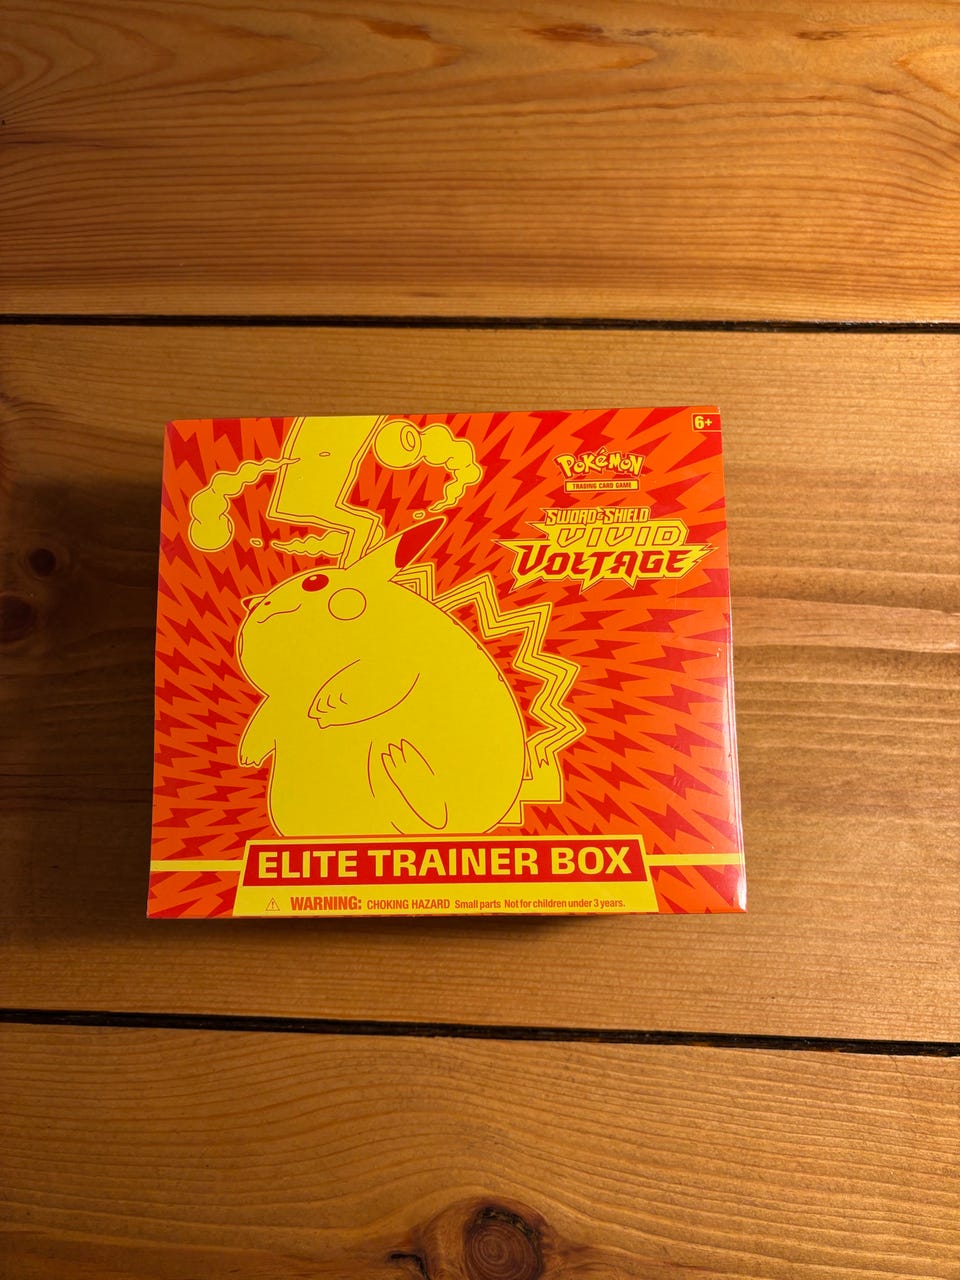 6+
POKéMON
TRADING CARD GAME
SWORD & SHIELD
VIVID
VOLTAGE
ELITE TRAINER BOX
WARNING: CHOKING HAZARD Small parts Not for children under 3 years.